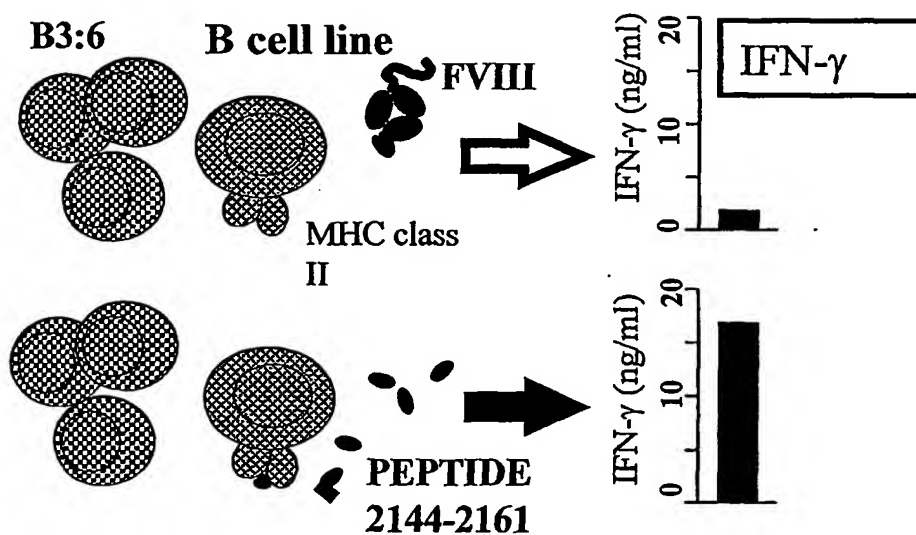 B3:6
B cell line
FVIII
MHC class
II
IFN-γ (ng/ml)
20
10
0
IFN-γ
PEPTIDE
2144-2161
IFN-γ (ng/ml)
20
10
0